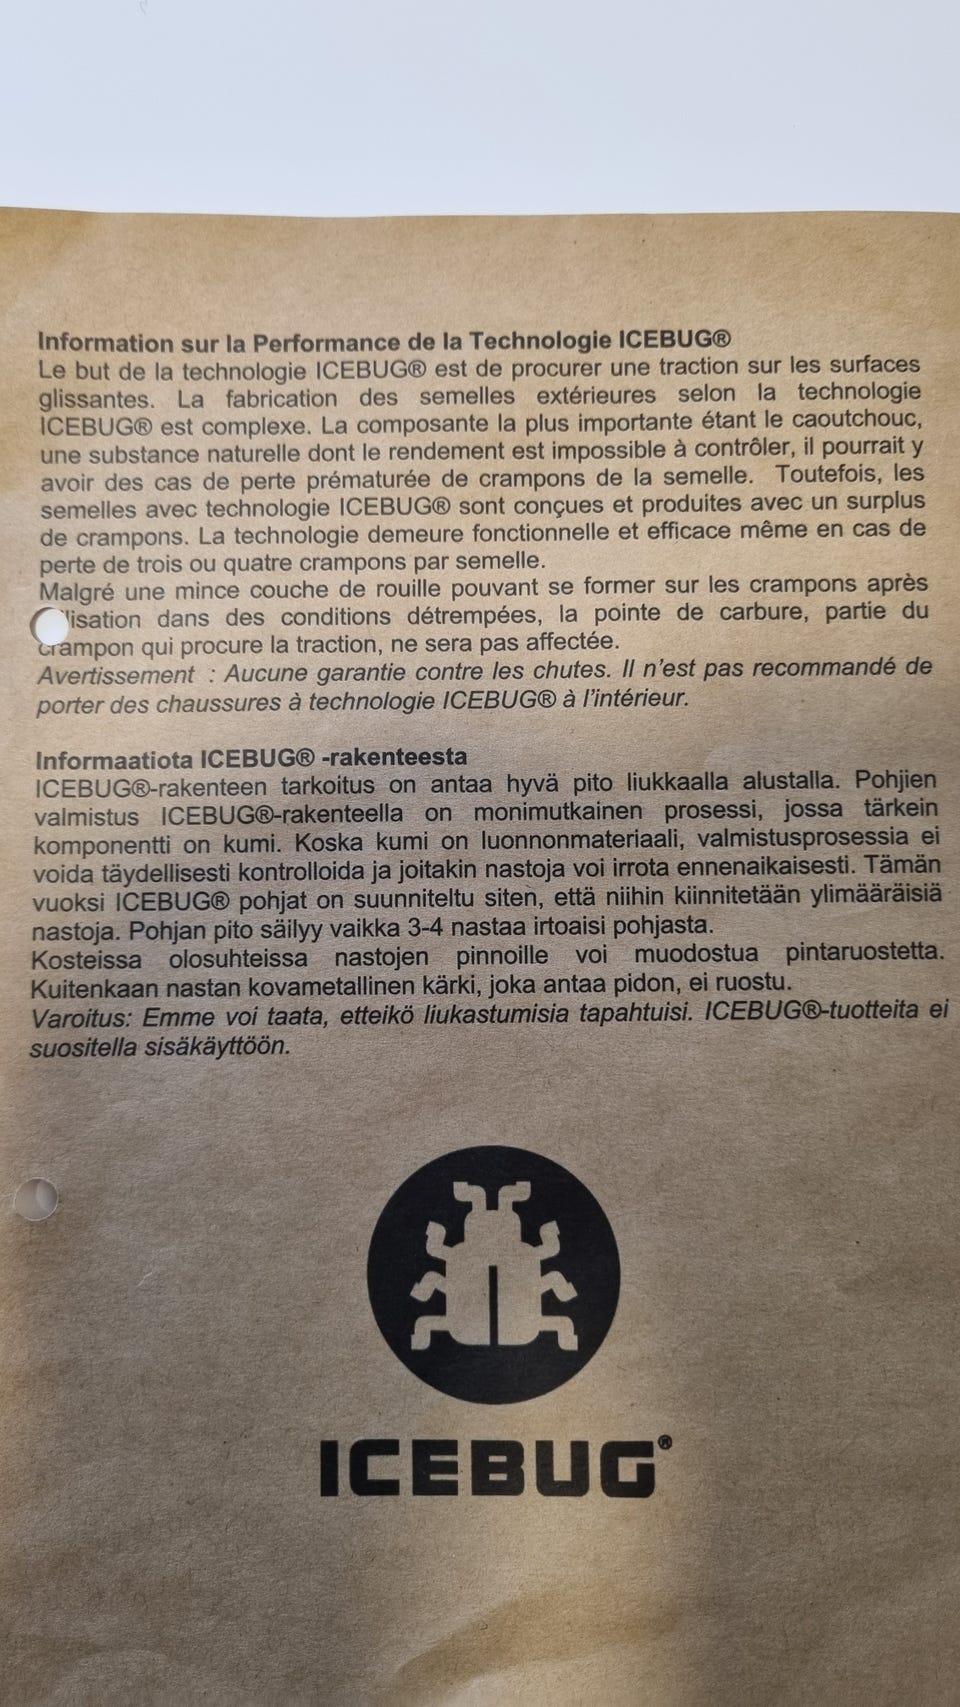 Information sur la Performance de la Technologie ICEBUG®
Le but de la technologie ICEBUG® est de procurer une traction sur les surfaces
glissantes. La fabrication des semelles extérieures selon la technologie
ICEBUG® est complexe. La composante la plus importante étant le caoutchouc,
une substance naturelle dont le rendement est impossible à contrôler, il pourrait y
avoir des cas de perte prématurée de crampons de la semelle. Toutefois, les
semelles avec technologie ICEBUG® sont conçues et produites avec un surplus
de crampons. La technologie demeure fonctionnelle et efficace même en cas de
perte de trois ou quatre crampons par semelle.
Malgré une mince couche de rouille pouvant se former sur les crampons après
lisation dans des conditions détrempées, la pointe de carbure, partie du
crampon qui procure la traction, ne sera pas affectée.
Avertissement : Aucune garantie contre les chutes. Il n'est pas recommandé de
porter des chaussures à technologie ICEBUG® à l'intérieur.
Informaatiota ICEBUG® -rakenteesta
ICEBUG®-rakenteen tarkoitus on antaa hyvä pito liukkaalla alustalla. Pohjien
valmistus ICEBUG®-rakenteella on monimutkainen prosessi, jossa tärkein
komponentti on kumi. Koska kumi on luonnonmateriaali, valmistusprosessia ei
voida täydellisesti kontrolloida ja joitakin nastoja voi irrota ennenaikaisesti. Tämän
vuoksi ICEBUG® pohjat on suunniteltu siten, että niihin kiinnitetään ylimääräisiä
nastoja. Pohjan pito säilyy vaikka 3-4 nastaa irtoaisi pohjasta.
Kosteissa olosuhteissa nastojen pinnoille voi muodostua pintaruostetta.
Kuitenkaan nastan kovametallinen kärki, joka antaa pidon, ei ruostu.
Varoitus: Emme voi taata, etteikö liukastumisia tapahtuisi. ICEBUG®-tuotteita ei
suositella sisäkäyttöön.
ICEBUG®